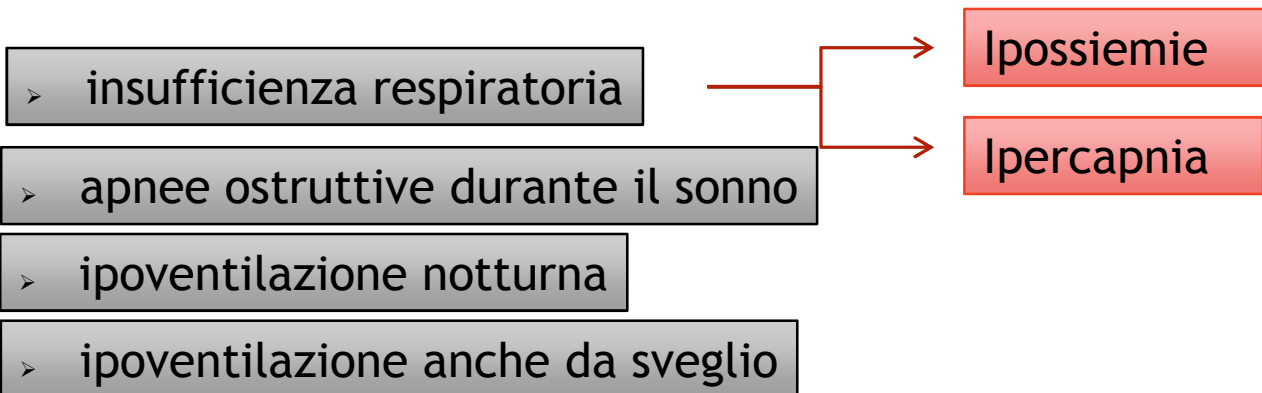 Ipossiemie
➢ insufficienza respiratoria
Ipercapnia
➢ apnee ostruttive durante il sonno
➢ ipoventilazione notturna
➢ ipoventilazione anche da sveglio